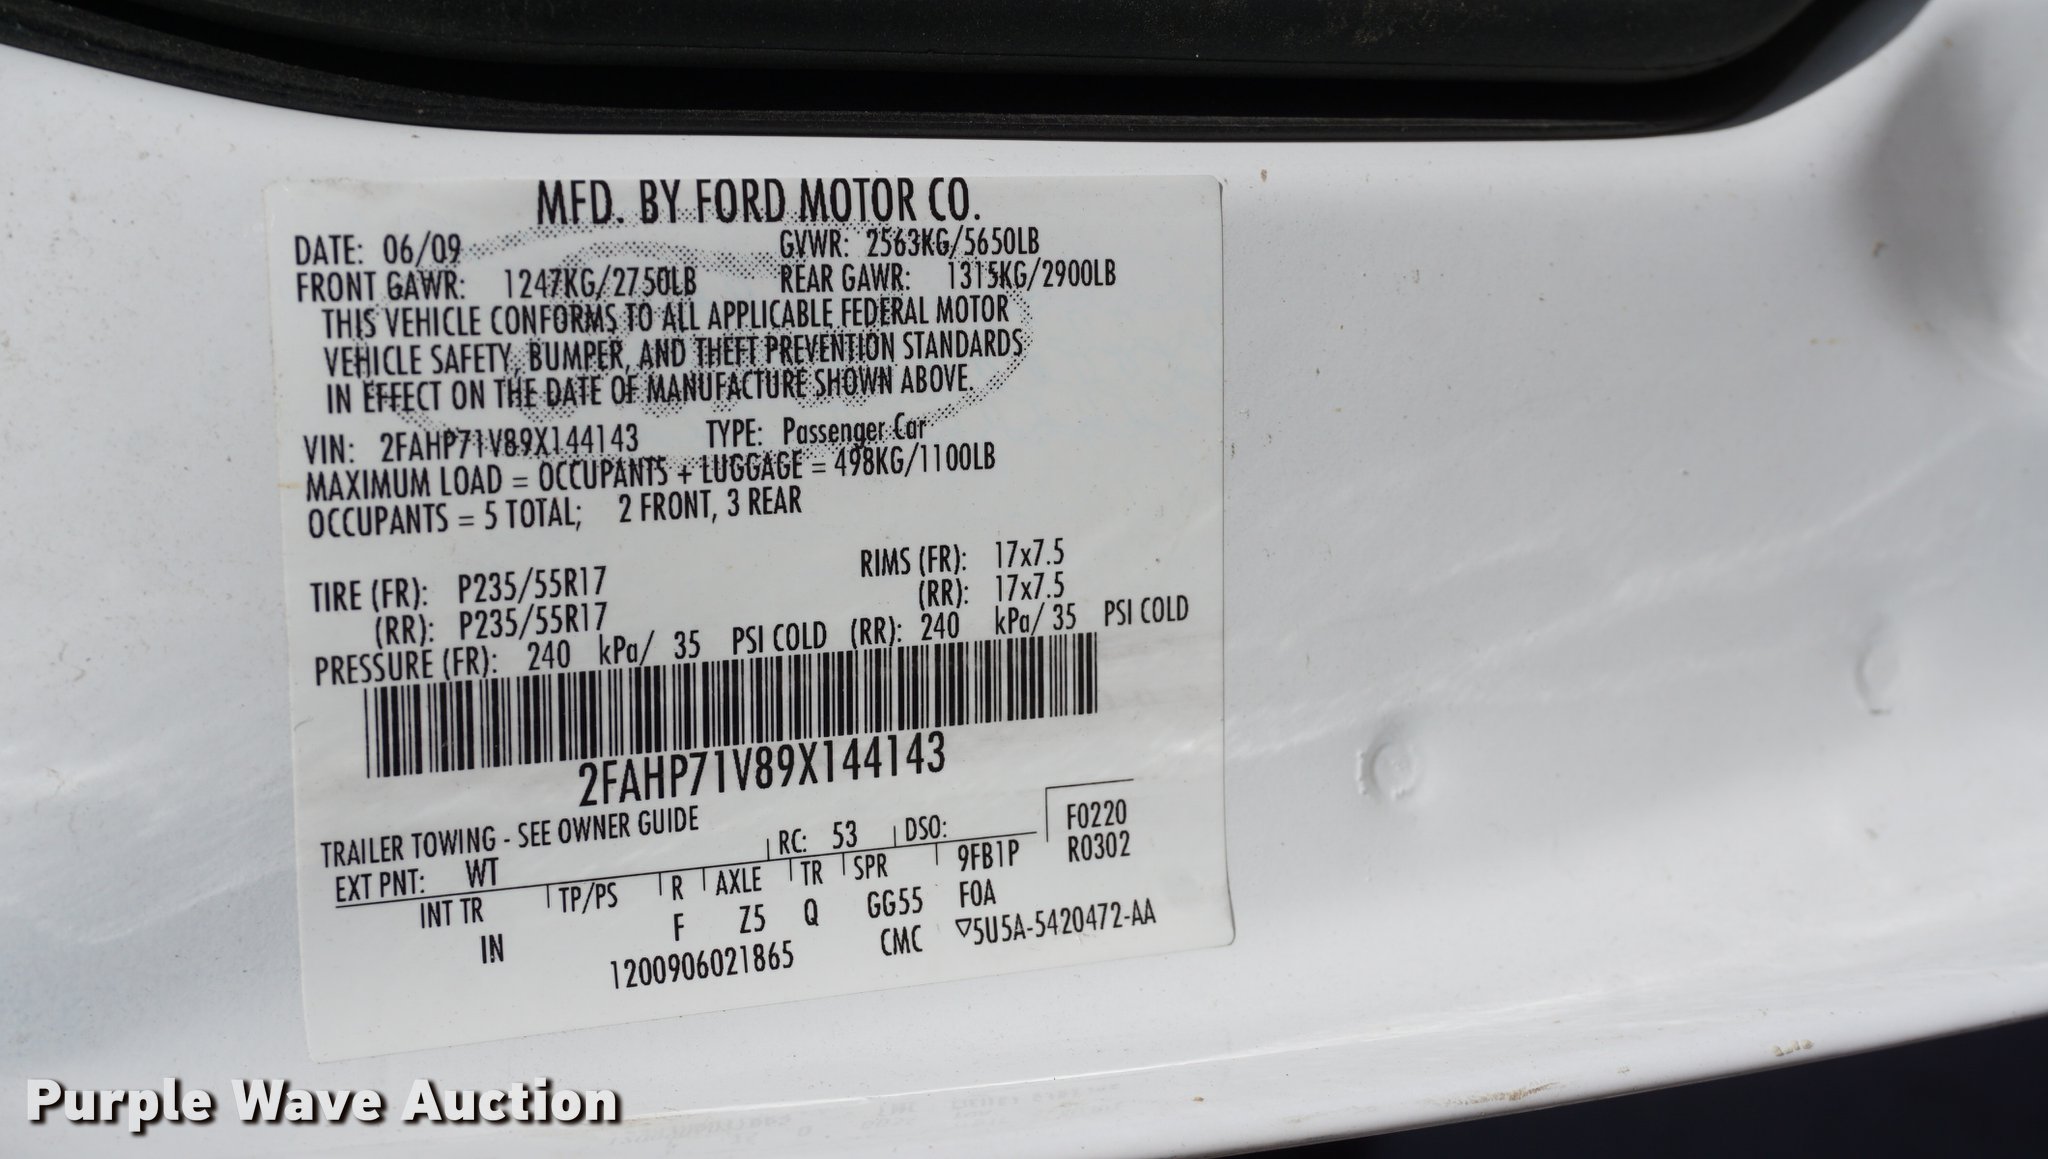 MFD. BY FORD MOTOR CO.
DATE: 06/09 GVWR: 2563KG/5650LB
FRONT GAWR: 1247KG/2750LB REAR GAWR: 1315KG/2900LB
THIS VEHICLE CONFORMS TO ALL APPLICABLE FEDERAL MOTOR
VEHICLE SAFETY, BUMPER, AND THEFT PREVENTION STANDARDS
IN EFFECT ON THE DATE OF MANUFACTURE SHOWN ABOVE.
VIN: 2FAHP71V89X144143 TYPE: Passenger Car
MAXIMUM LOAD = OCCUPANTS + LUGGAGE = 498KG/1100LB
OCCUPANTS = 5 TOTAL; 2 FRONT, 3 REAR
TIRE (FR): P235/55R17 RIMS (FR): 17x7.5
(RR): P235/55R17 (RR): 17x7.5
PRESSURE (FR): 240 kPa/ 35 PSI COLD (RR): 240 kPa/ 35 PSI COLD
2FAHP71V89X144143
TRAILER TOWING - SEE OWNER GUIDE
EXT PNT: WT RC: 53 DSO: F0220
INT TR TP/PS R AXLE TR SPR 9FB1P R0302
IN F Z5 Q GG55 F0A
1200906021865 CMC ▽5U5A-5420472-AA
Purple Wave Auction